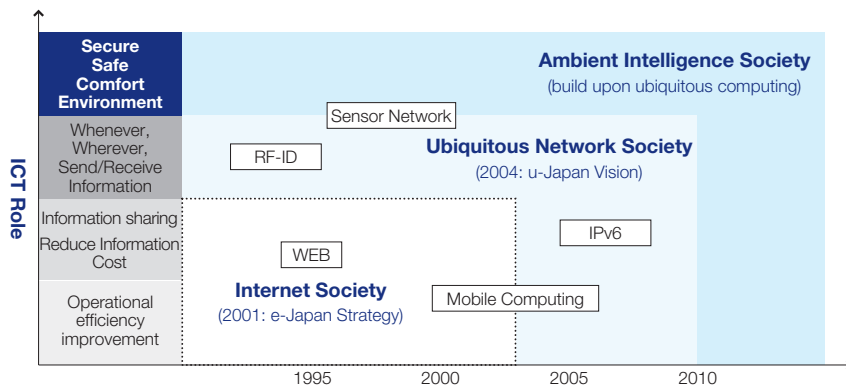 ICT Role
Secure
Safe
Comfort
Environment
Whenever,
Wherever,
Send/Receive
Information
Information sharing
Reduce Information
Cost
Operational
efficiency
improvement
Ambient Intelligence Society
(build upon ubiquitous computing)
Sensor Network
RF-ID
Ubiquitous Network Society
(2004: u-Japan Vision)
IPv6
WEB
Internet Society
(2001: e-Japan Strategy)
Mobile Computing
1995
2000
2005
2010